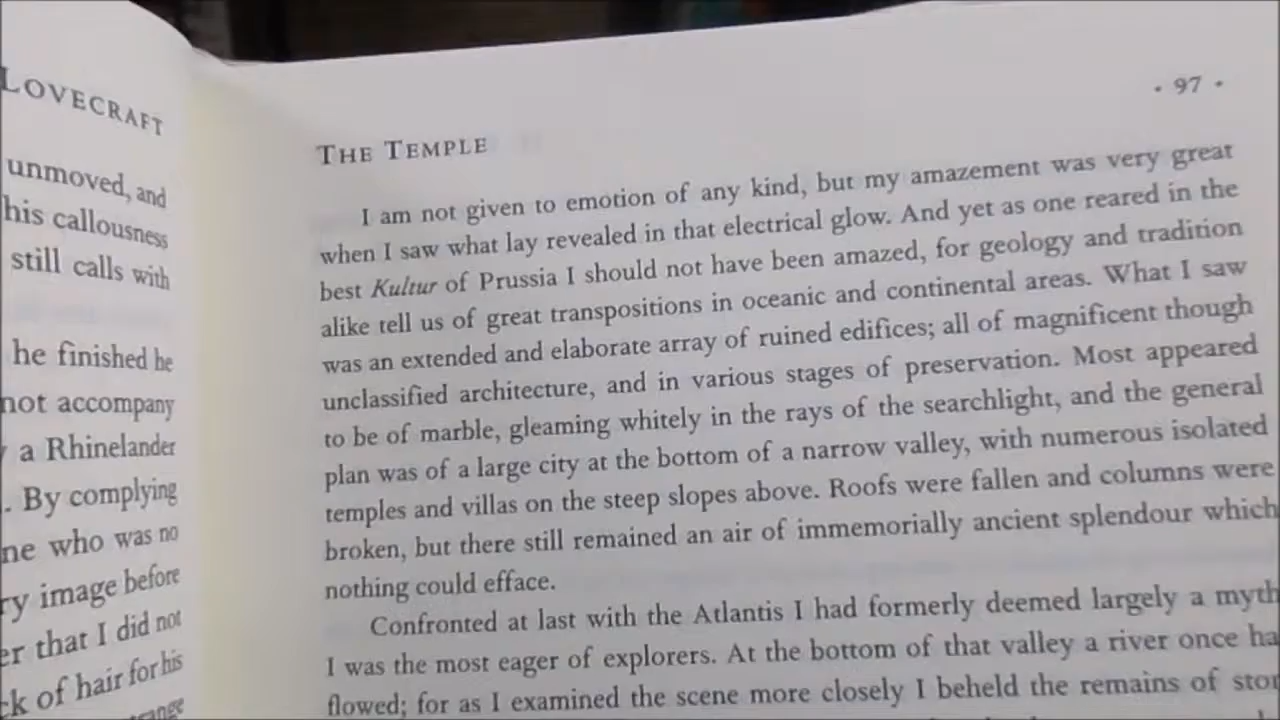 LOVECRAFT
unmoved, and
his callousness
still calls with
he finished he
not accompany
a Rhinelander
. By complying
who was no
image before
that I did not
of hair for his
· 97 ·
THE TEMPLE
I am not given to emotion of any kind, but my amazement was very great
when I saw what lay revealed in that electrical glow. And yet as one reared in the
best Kultur of Prussia I should not have been amazed, for geology and tradition
alike tell us of great transpositions in oceanic and continental areas. What I saw
was an extended and elaborate array of ruined edifices; all of magnificent though
unclassified architecture, and in various stages of preservation. Most appeared
to be of marble, gleaming whitely in the rays of the searchlight, and the general
plan was of a large city at the bottom of a narrow valley, with numerous isolated
temples and villas on the steep slopes above. Roofs were fallen and columns were
broken, but there still remained an air of immemorially ancient splendour which
nothing could efface.
Confronted at last with the Atlantis I had formerly deemed largely a myth
I was the most eager of explorers. At the bottom of that valley a river once ha
flowed; for as I examined the scene more closely I beheld the remains of ston